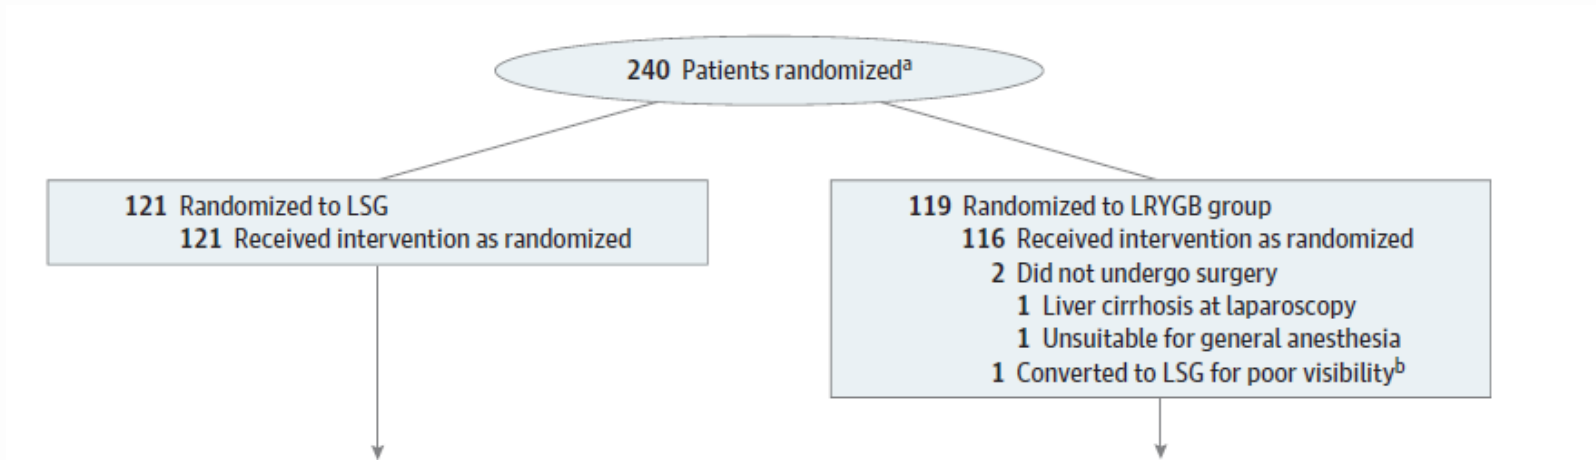 240 Patients randomizedᵃ
121 Randomized to LSG
121 Received intervention as randomized
119 Randomized to LRYGB group
116 Received intervention as randomized
2 Did not undergo surgery
1 Liver cirrhosis at laparoscopy
1 Unsuitable for general anesthesia
1 Converted to LSG for poor visibilityᵇ